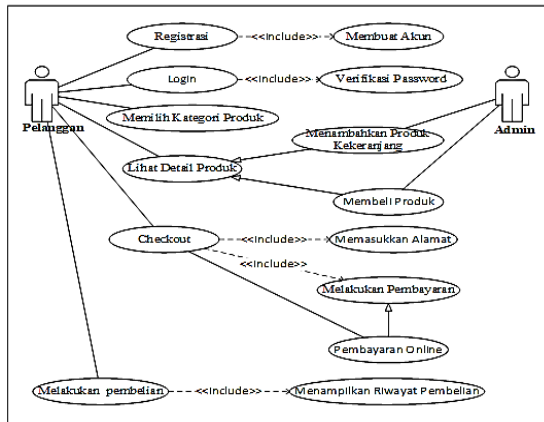 Registrasi
<<Include>>
Membuat Akun
Login
<<Include>>
Verifikasi Password
Pelanggan
Memilih Kategori Produk
Menambahkan Produk
Kekeranjang
Admin
Lihat Detail Produk
Membeli Produk
Checkout
<<Include>>
Memasukkan Alamat
<<Include>>
Melakukan Pembayaran
Pembayaran Online
Melakukan pembelian
<<Include>>
Menampilkan Riwayat Pembelian